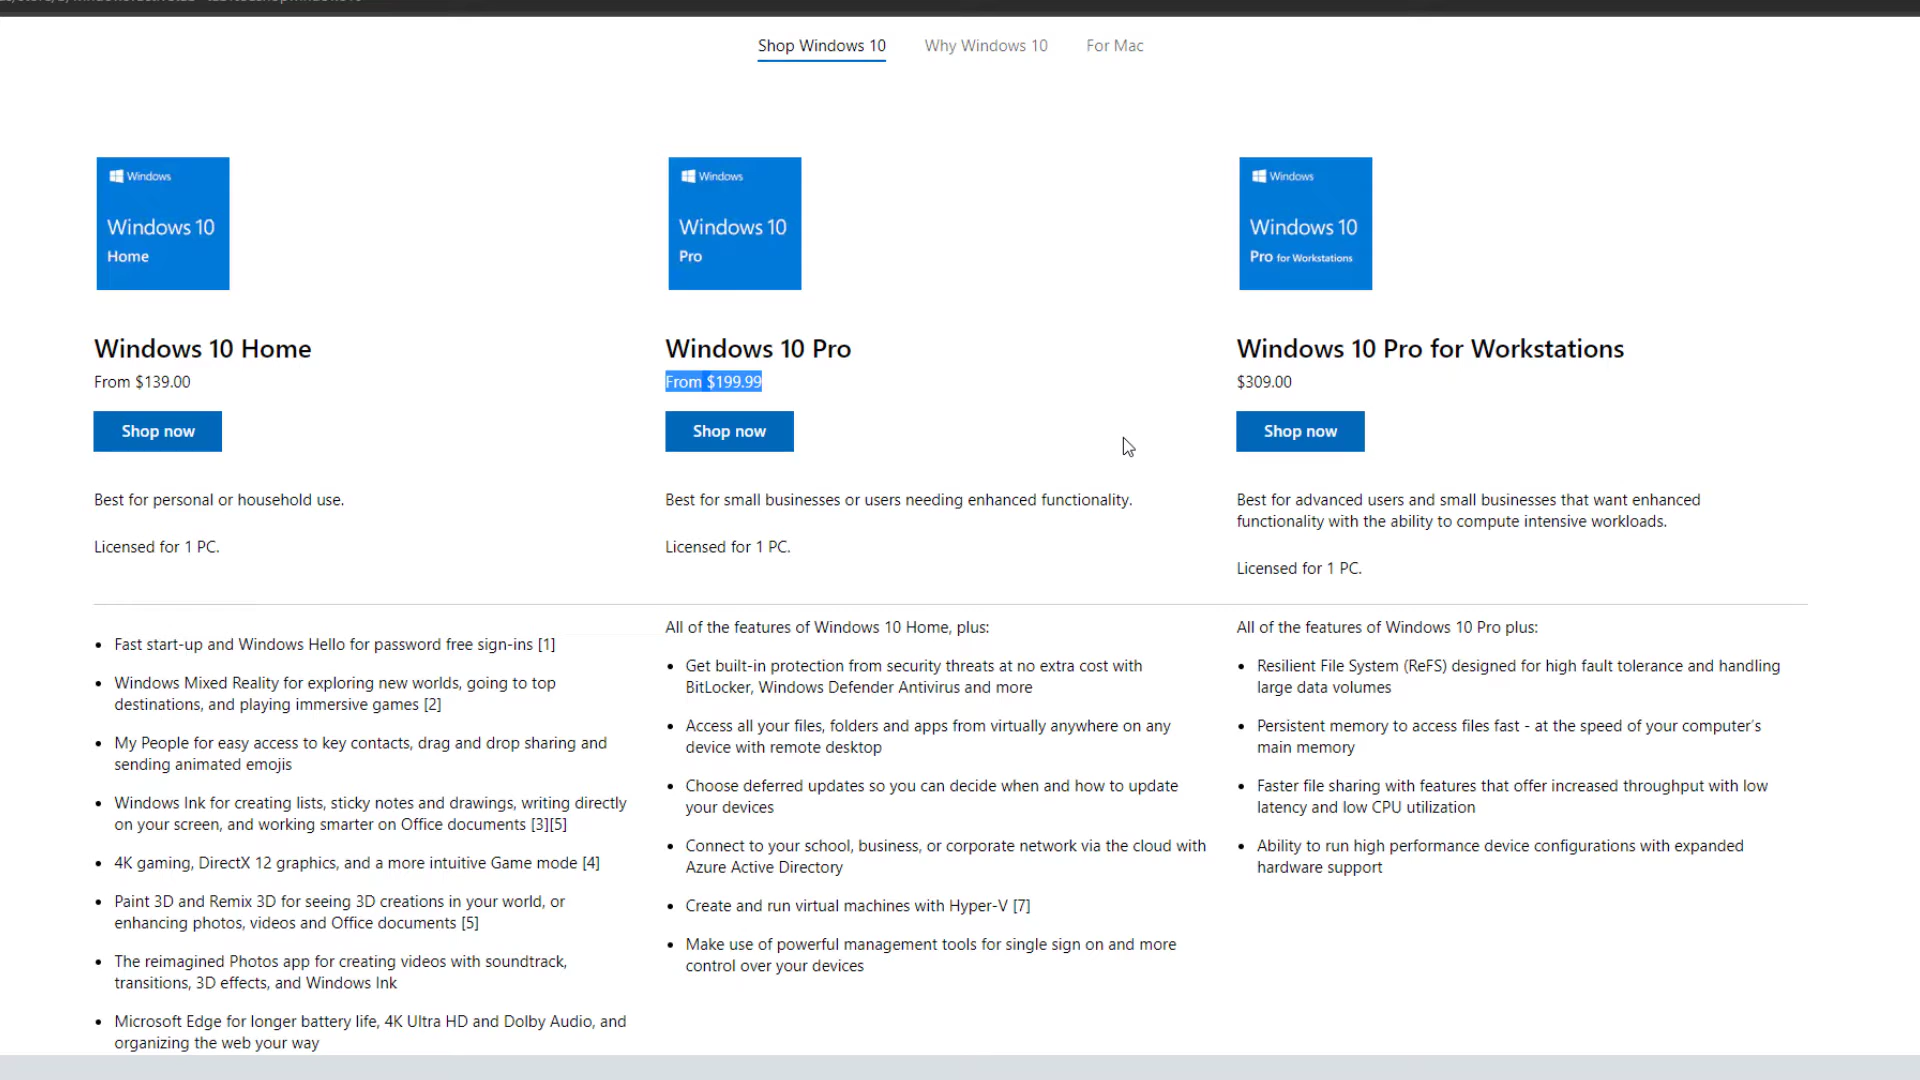 Shop Windows 10
Why Windows 10
For Mac
Windows
Windows 10
Home
Windows 10 Home
From $139.00
Shop now
Best for personal or household use.
Licensed for 1 PC.
Fast start-up and Windows Hello for password free sign-ins [1]
Windows Mixed Reality for exploring new worlds, going to top
destinations, and playing immersive games [2]
My People for easy access to key contacts, drag and drop sharing and
sending animated emojis
Windows Ink for creating lists, sticky notes and drawings, writing directly
on your screen, and working smarter on Office documents [3][5]
4K gaming, DirectX 12 graphics, and a more intuitive Game mode [4]
Paint 3D and Remix 3D for seeing 3D creations in your world, or
enhancing photos, videos and Office documents [5]
The reimagined Photos app for creating videos with soundtrack,
transitions, 3D effects, and Windows Ink
Microsoft Edge for longer battery life, 4K Ultra HD and Dolby Audio, and
organizing the web your way
Windows
Windows 10
Pro
Windows 10 Pro
From $199.99
Shop now
Best for small businesses or users needing enhanced functionality.
Licensed for 1 PC.
All of the features of Windows 10 Home, plus:
Get built-in protection from security threats at no extra cost with
BitLocker, Windows Defender Antivirus and more
Access all your files, folders and apps from virtually anywhere on any
device with remote desktop
Choose deferred updates so you can decide when and how to update
your devices
Connect to your school, business, or corporate network via the cloud with
Azure Active Directory
Create and run virtual machines with Hyper-V [7]
Make use of powerful management tools for single sign on and more
control over your devices
Windows
Windows 10
Pro for Workstations
Windows 10 Pro for Workstations
$309.00
Shop now
Best for advanced users and small businesses that want enhanced
functionality with the ability to compute intensive workloads.
Licensed for 1 PC.
All of the features of Windows 10 Pro plus:
Resilient File System (ReFS) designed for high fault tolerance and handling
large data volumes
Persistent memory to access files fast - at the speed of your computer's
main memory
Faster file sharing with features that offer increased throughput with low
latency and low CPU utilization
Ability to run high performance device configurations with expanded
hardware support